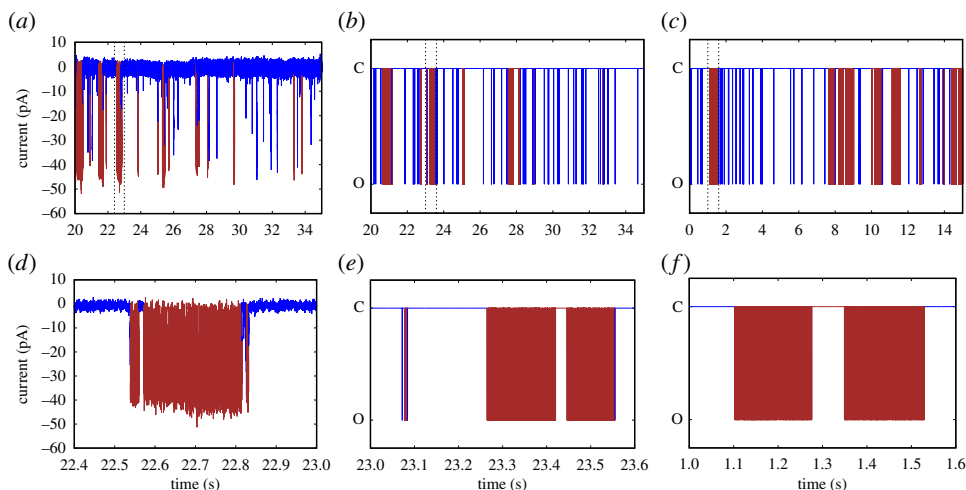 (a) (b) (c)
10
0
−10
−20
−30
−40
−50
−60
current (pA)
20 22 24 26 28 30 32 34
C
O
20 22 24 26 28 30 32 34
C
O
0 2 4 6 8 10 12 14
(d) (e) (f)
10
0
−10
−20
−30
−40
−50
−60
current (pA)
22.4 22.5 22.6 22.7 22.8 22.9 23.0
time (s)
C
O
23.0 23.1 23.2 23.3 23.4 23.5 23.6
time (s)
C
O
1.0 1.1 1.2 1.3 1.4 1.5 1.6
time (s)